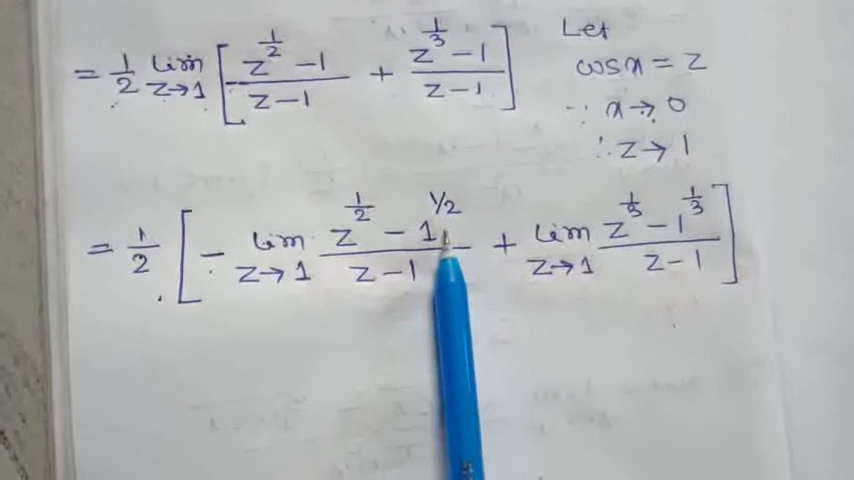 = 1/2 Lim z→1 [ - (z^(1/2) - 1)/(z-1) + (z^(1/3) - 1)/(z-1) ]
Let
cosx = z
∵ x→0
∴ z→1
= 1/2 [ - Lim z→1 (z^(1/2) - 1^(1/2))/(z-1) + Lim z→1 (z^(1/3) - 1^(1/3))/(z-1) ]